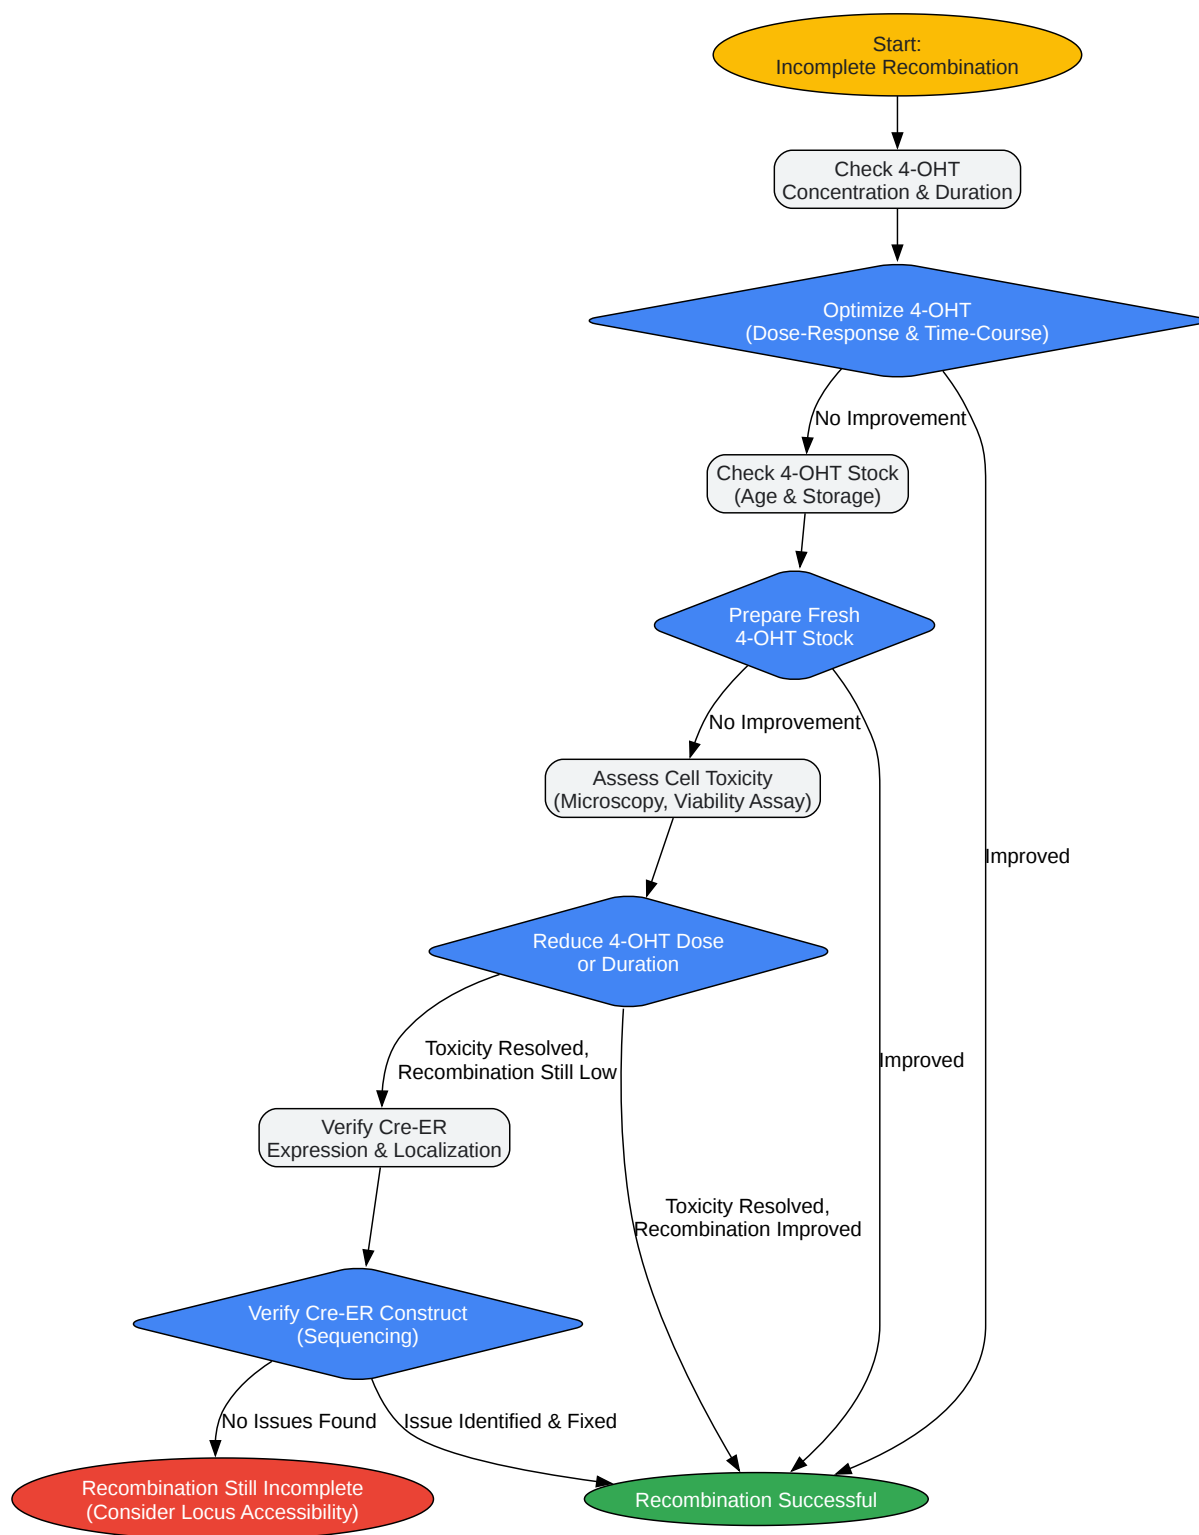 Start:
Incomplete Recombination
Check 4-OHT
Concentration & Duration
Optimize 4-OHT
(Dose-Response & Time-Course)
No Improvement
Check 4-OHT Stock
(Age & Storage)
Prepare Fresh
4-OHT Stock
No Improvement
Assess Cell Toxicity
(Microscopy, Viability Assay)
Improved
Reduce 4-OHT Dose
or Duration
Toxicity Resolved,
Recombination Still Low
Improved
Verify Cre-ER
Expression & Localization
Toxicity Resolved,
Recombination Improved
Verify Cre-ER Construct
(Sequencing)
No Issues Found
Issue Identified & Fixed
Recombination Still Incomplete
(Consider Locus Accessibility)
Recombination Successful